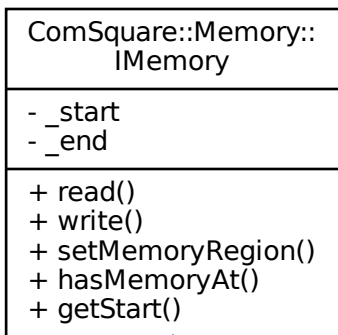 ComSquare::Memory::
IMemory
- _start
- _end
+ read()
+ write()
+ setMemoryRegion()
+ hasMemoryAt()
+ getStart()